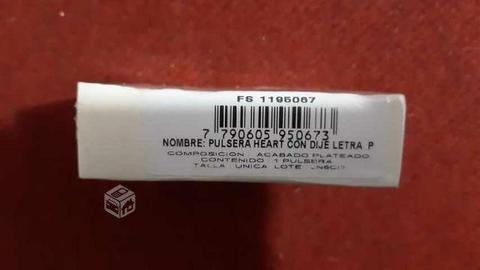 FS 1195067
7 790605 950673
NOMBRE: PULSERA HEART CON DIJE LETRA P
COMPOSICION : ACABADO PLATEADO
CONTENIDO : 1 PULSERA
TALLA : UNICA LOTE